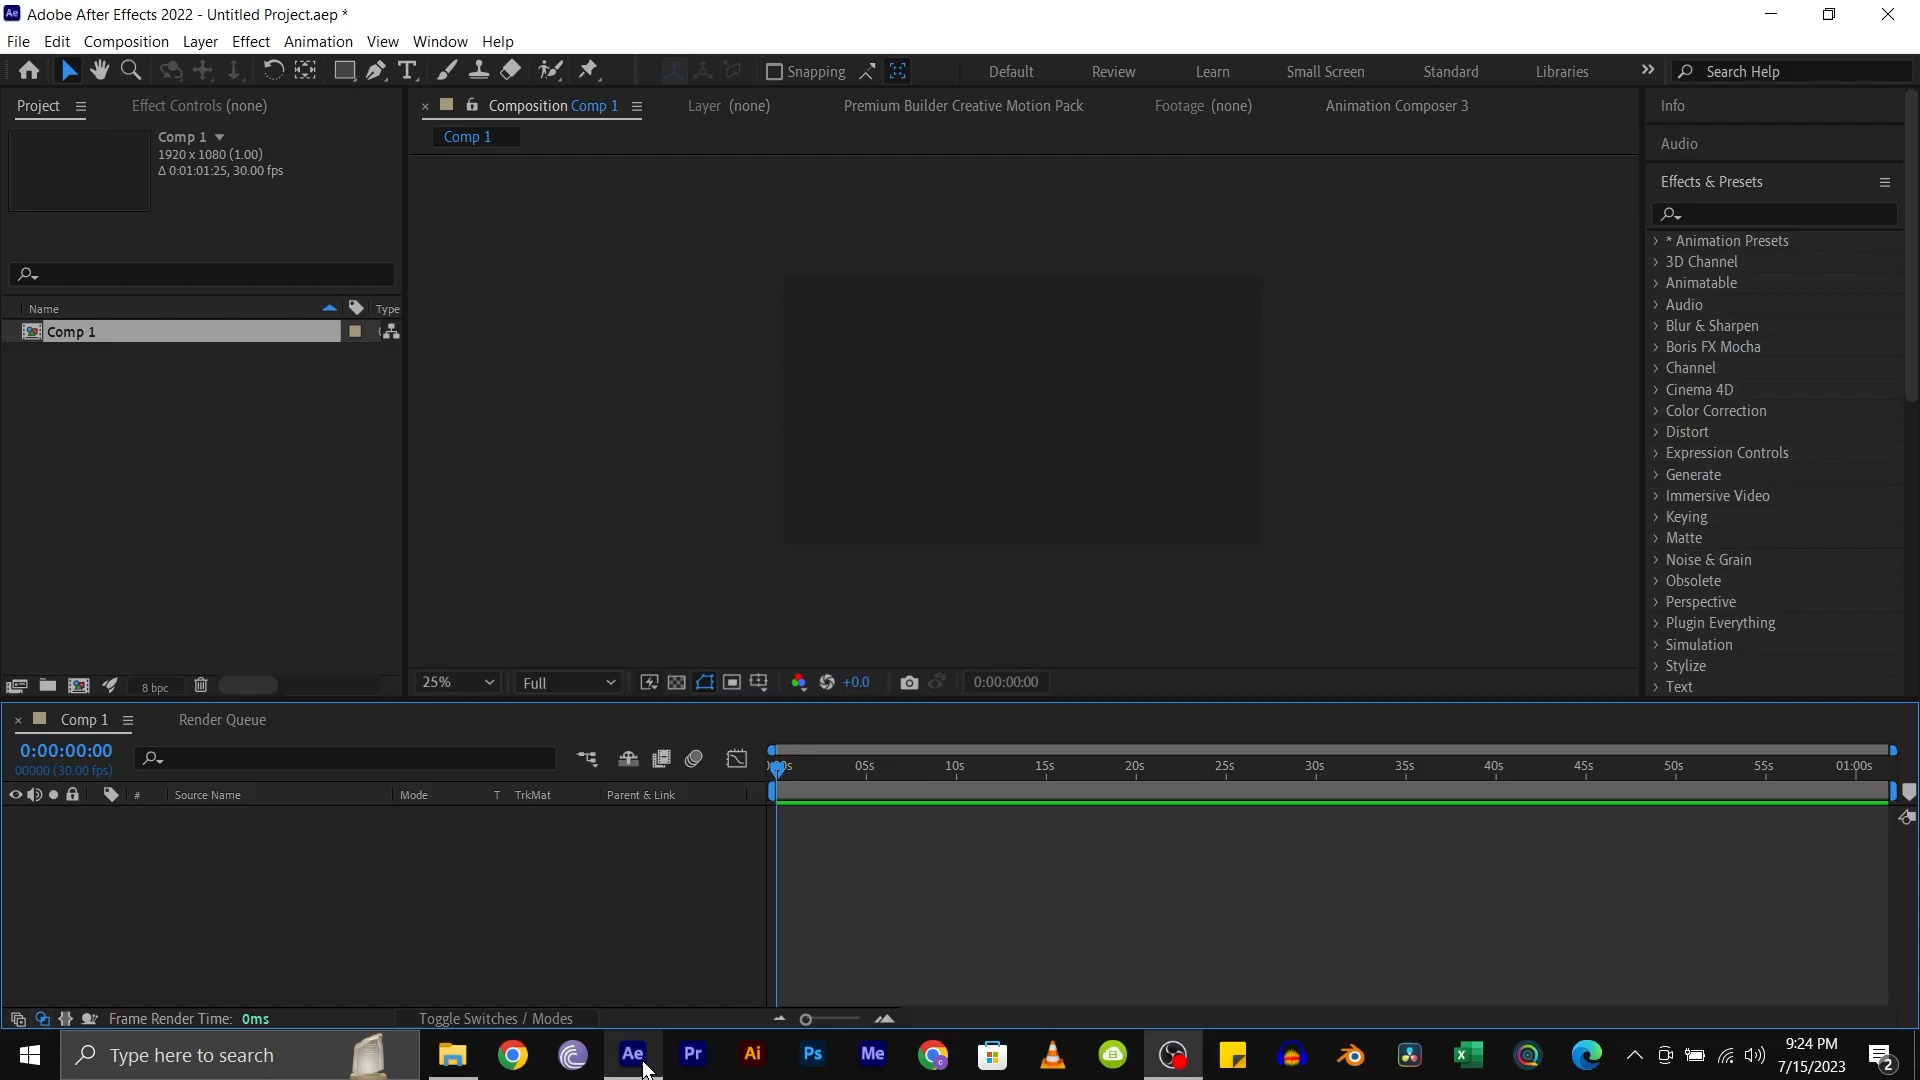 Ae Adobe After Effects 2022 - Untitled Project.aep *
File Edit Composition Layer Effect Animation View Window Help
Snapping Default Review Learn Small Screen Standard Libraries Search Help
Project Effect Controls (none) Composition Comp 1 Layer (none) Premium Builder Creative Motion Pack Footage (none) Animation Composer 3 Info
Comp 1
1920 x 1080 (1.00)
Δ 0:01:01:25, 30.00 fps
Comp 1
Audio
Effects & Presets
* Animation Presets
3D Channel
Animatable
Audio
Blur & Sharpen
Boris FX Mocha
Channel
Cinema 4D
Color Correction
Distort
Expression Controls
Generate
Immersive Video
Keying
Matte
Noise & Grain
Obsolete
Perspective
Plugin Everything
Simulation
Stylize
Text
Name Type
Comp 1
8 bpc
25% Full +0.0 0:00:00:00
Comp 1 Render Queue
0:00:00:00
00000 (30.00 fps)
05s 10s 15s 20s 25s 30s 35s 40s 45s 50s 55s 01:00s
# Source Name Mode T TrkMat Parent & Link
Frame Render Time: 0ms Toggle Switches / Modes
Type here to search Ae Pr Ai Ps Me
9:24 PM
7/15/2023
2